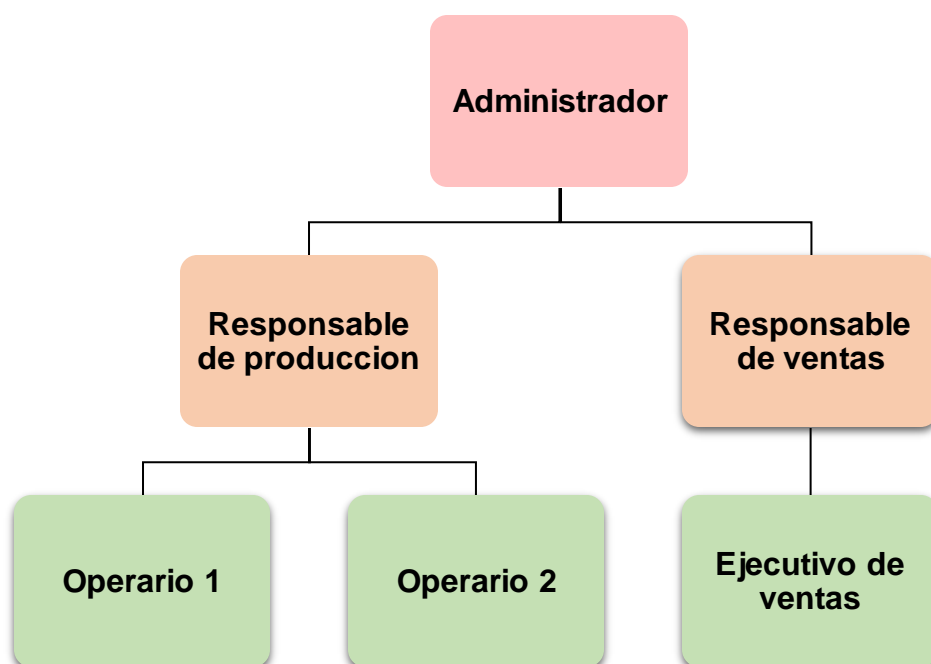 Administrador
Responsable
de produccion
Responsable
de ventas
Operario 1
Operario 2
Ejecutivo de
ventas